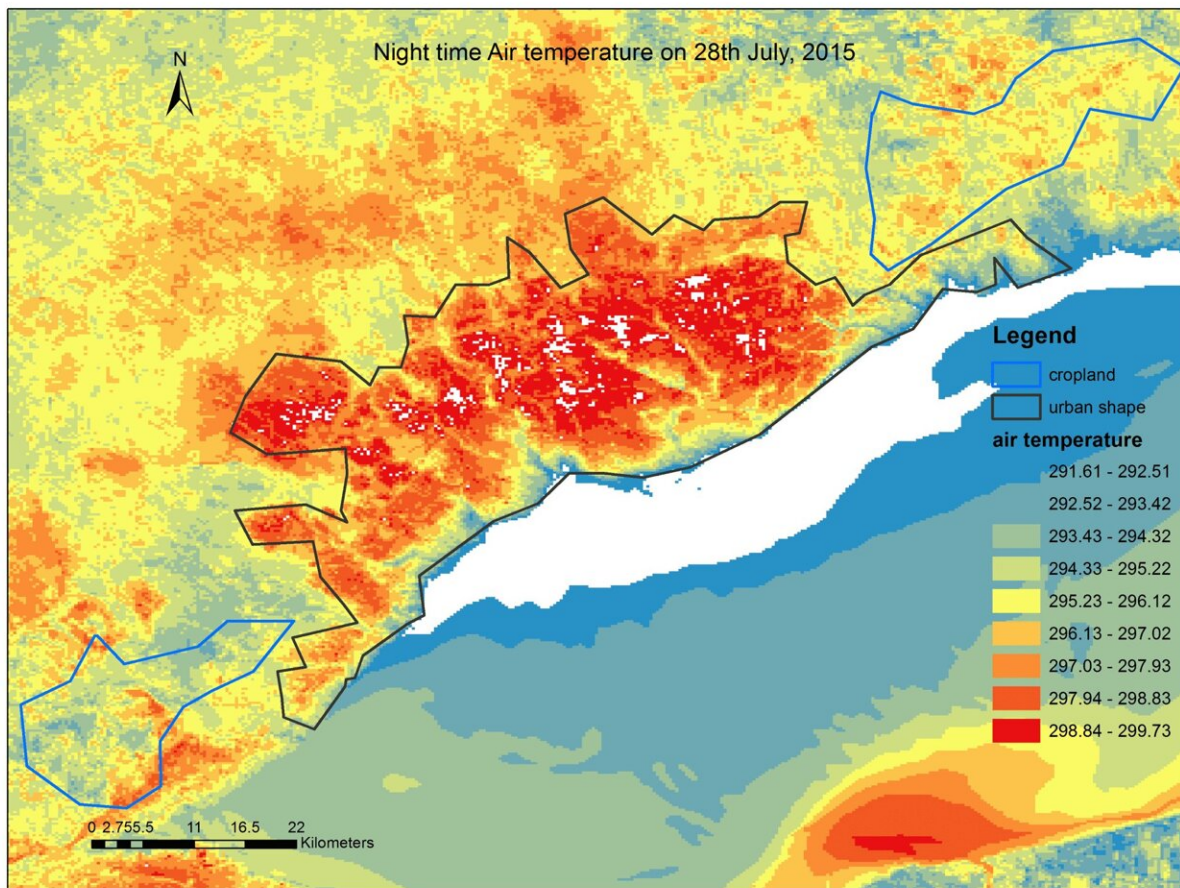 Night time Air temperature on 28th July, 2015
N
Legend
cropland
urban shape
air temperature
291.61 - 292.51
292.52 - 293.42
293.43 - 294.32
294.33 - 295.22
295.23 - 296.12
296.13 - 297.02
297.03 - 297.93
297.94 - 298.83
298.84 - 299.73
0 2.755.5 11 16.5 22
Kilometers